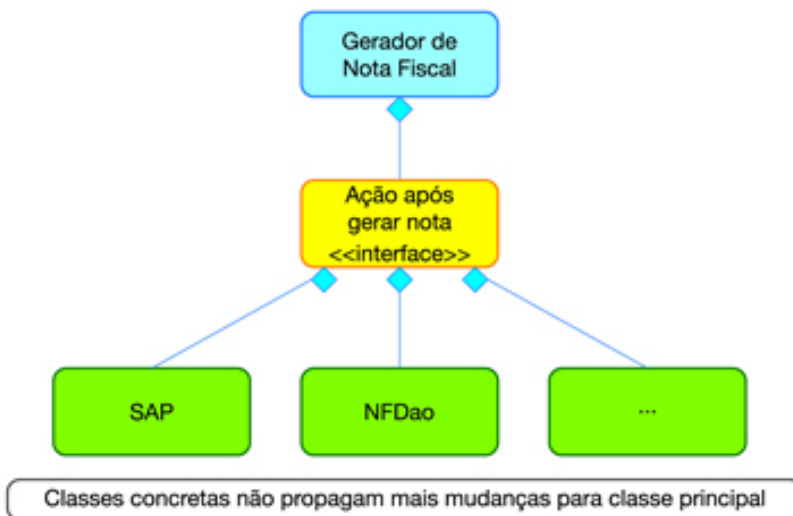 Gerador de
Nota Fiscal
Ação após
gerar nota
<<interface>>
SAP
NFDao
...
Classes concretas não propagam mais mudanças para classe principal